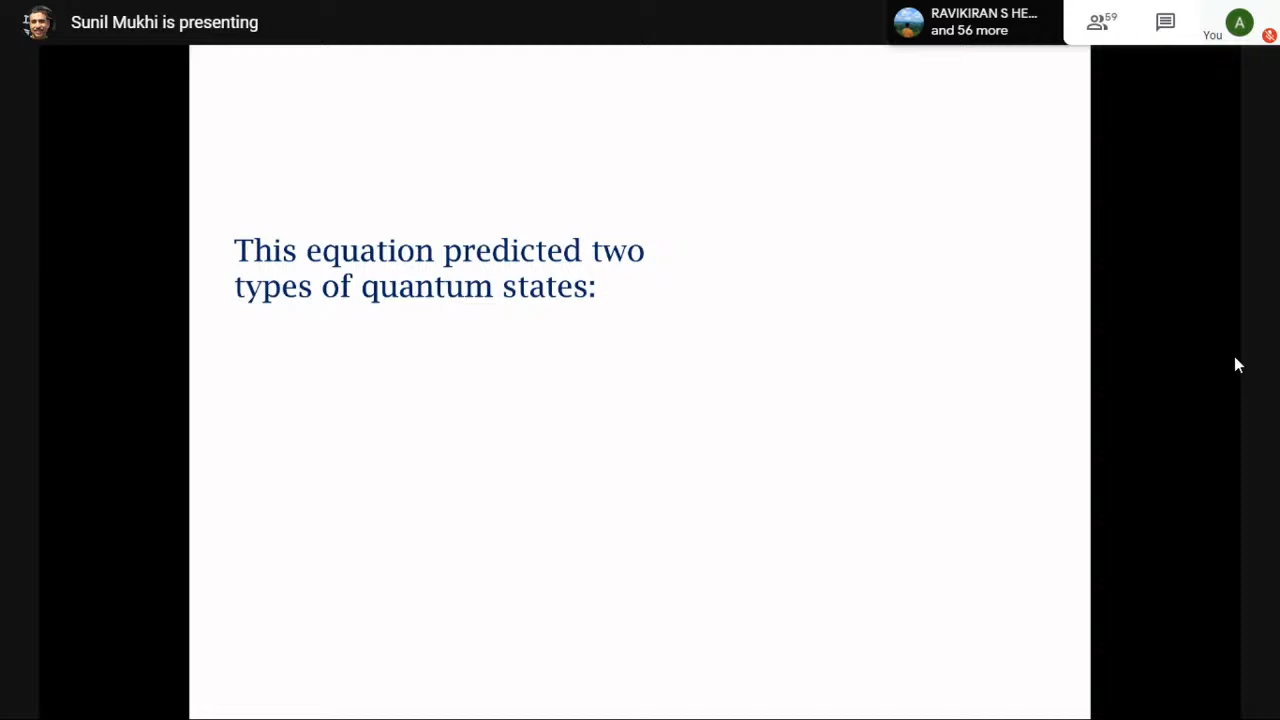 Sunil Mukhi is presenting
RAVIKIRAN S HE...
and 56 more
59
You
A
This equation predicted two
types of quantum states: